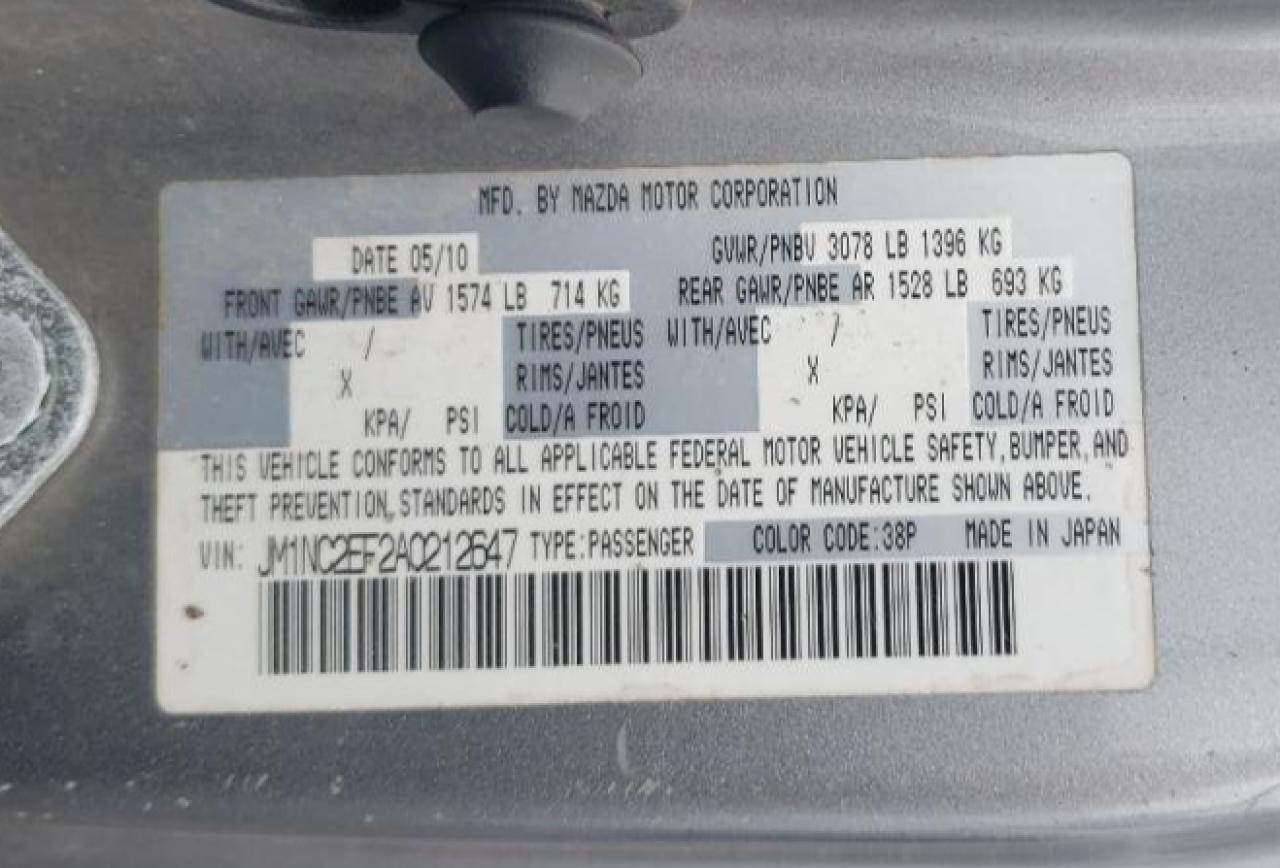 MFD. BY MAZDA MOTOR CORPORATION
DATE 05/10 GVWR/PNBV 3078 LB 1396 KG
FRONT GAWR/PNBE AV 1574 LB 714 KG REAR GAWR/PNBE AR 1528 LB 693 KG
WITH/AVEC / TIRES/PNEUS WITH/AVEC / TIRES/PNEUS
X RIMS/JANTES X RIMS/JANTES
KPA/ PSI COLD/A FROID KPA/ PSI COLD/A FROID
THIS VEHICLE CONFORMS TO ALL APPLICABLE FEDERAL MOTOR VEHICLE SAFETY, BUMPER, AND
THEFT PREVENTION, STANDARDS IN EFFECT ON THE DATE OF MANUFACTURE SHOWN ABOVE.
VIN: JM1NC2EF2A0212647 TYPE:PASSENGER COLOR CODE:38P MADE IN JAPAN